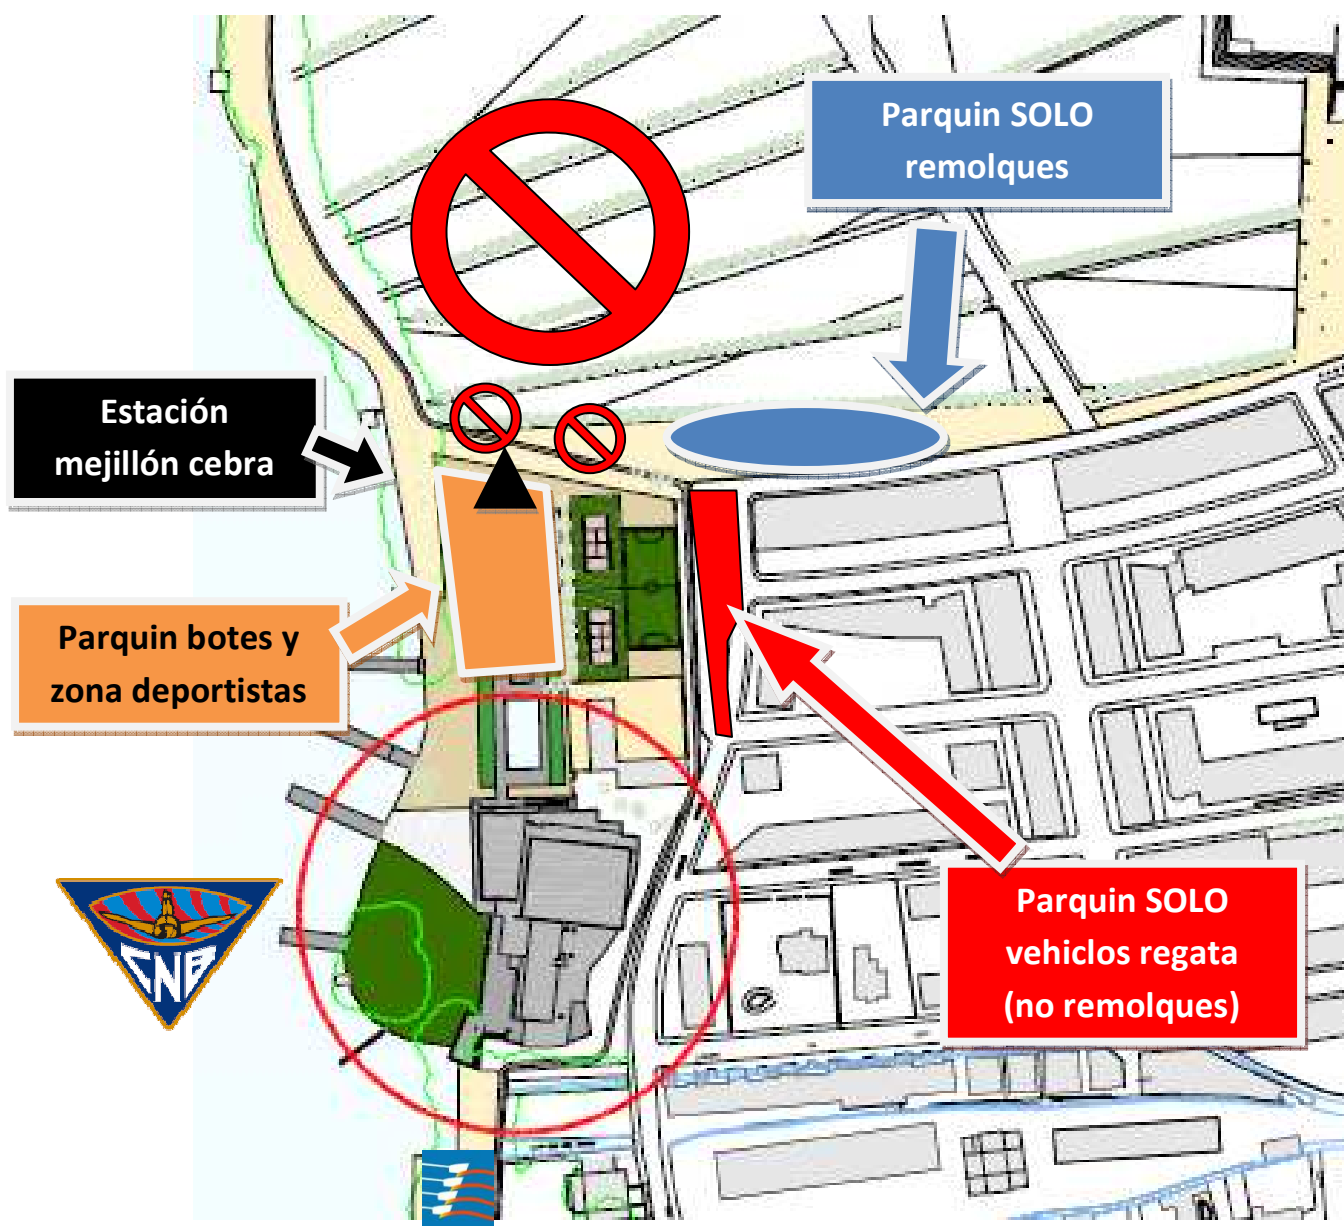 Parquin SOLO
remolques
Estación
mejillón cebra
Parquin botes y
zona deportistas
Parquin SOLO
vehiclos regata
(no remolques)
CNB